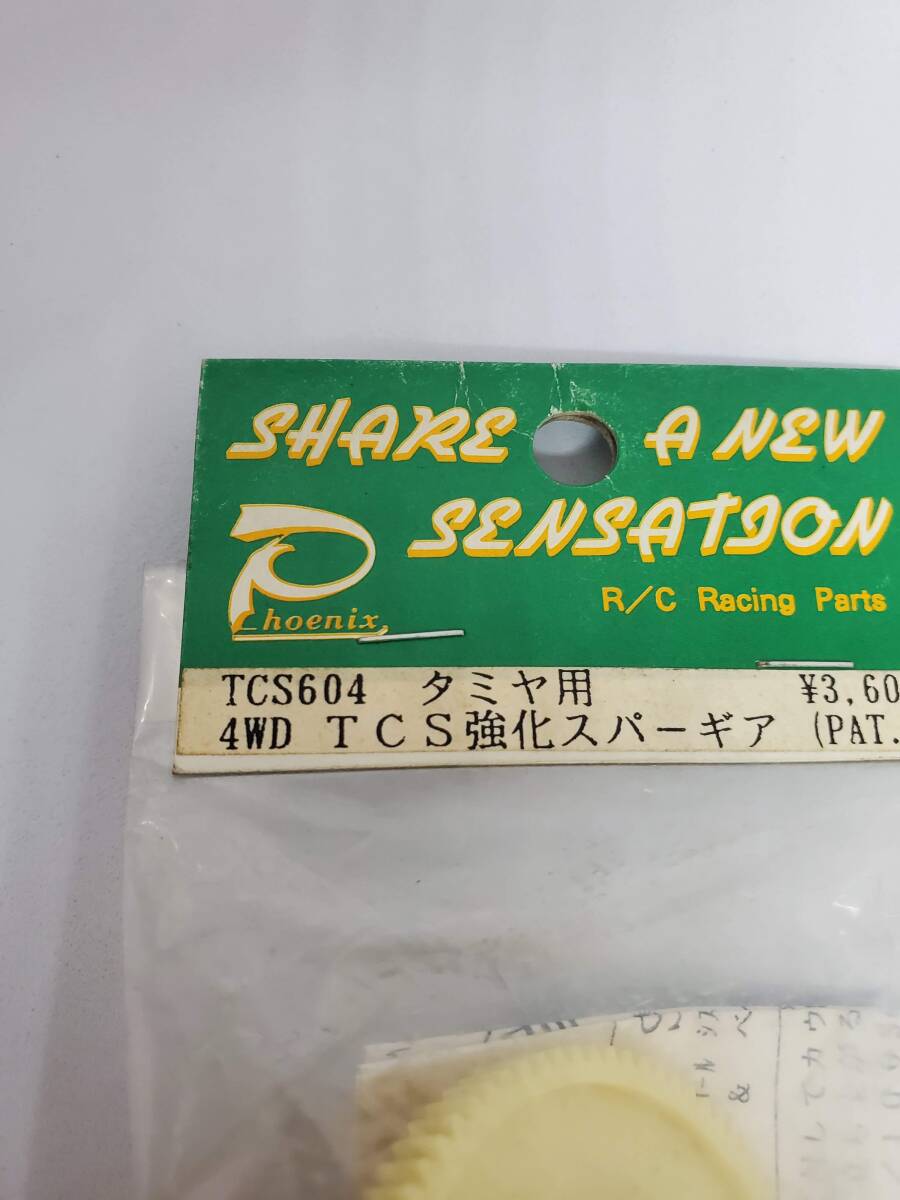 SHARE A NEW
SENSATION
Phoenix
R/C Racing Parts
TCS604 タミヤ用 ¥3,60
4WD TCS強化スパーギア (PAT.